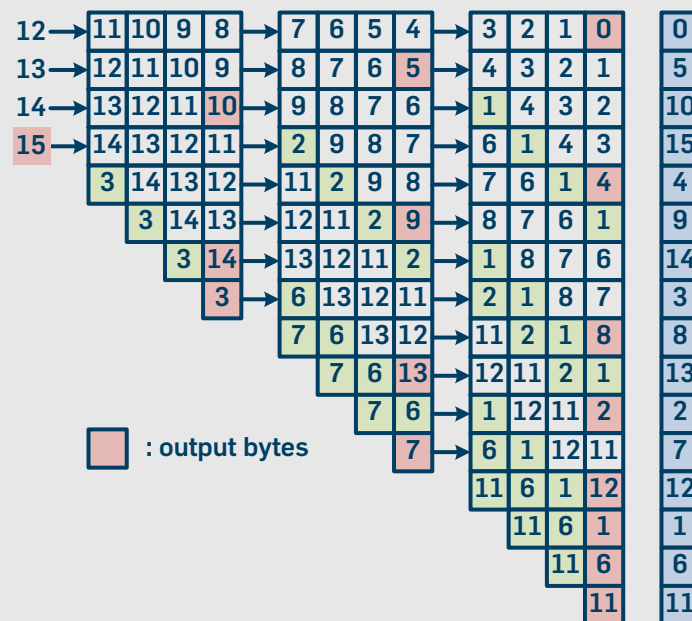 12 11 10 9 8 7 6 5 4 3 2 1 0 0
13 12 11 10 9 8 7 6 5 4 3 2 1 5
14 13 12 11 10 9 8 7 6 1 4 3 2 10
15 14 13 12 11 2 9 8 7 6 1 4 3 15
3 14 13 12 11 2 9 8 7 6 1 4 4
3 14 13 12 11 2 9 8 7 6 1 9
3 14 13 12 11 2 1 8 7 6 14
3 6 13 12 11 2 1 8 7 3
7 6 13 12 11 2 1 8 8
7 6 13 12 11 2 1 13
7 6 1 12 11 2 2
: output bytes 7 6 1 12 11 7
11 6 1 12 12
11 6 1 1
11 6 6
11 11